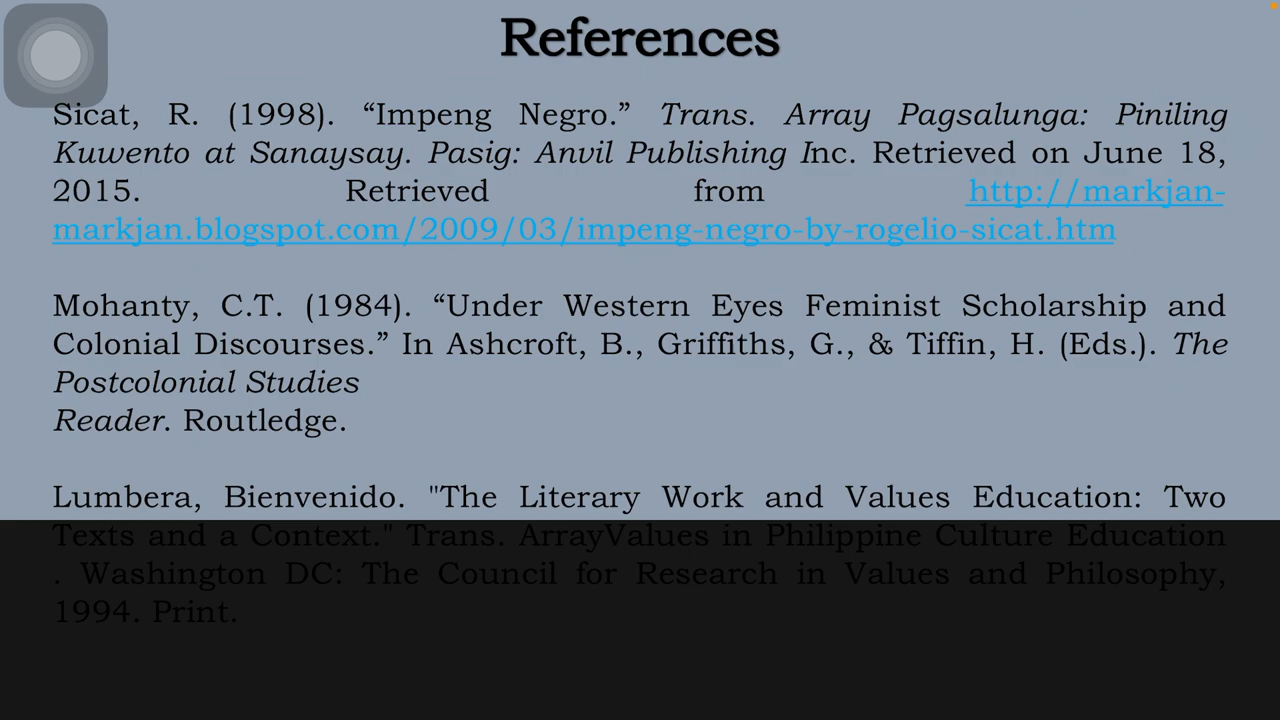 References
Sicat, R. (1998). “Impeng Negro.” Trans. Array Pagsalunga: Piniling
Kuwento at Sanaysay. Pasig: Anvil Publishing Inc. Retrieved on June 18,
2015. Retrieved from http://markjan-
markjan.blogspot.com/2009/03/impeng-negro-by-rogelio-sicat.htm
Mohanty, C.T. (1984). “Under Western Eyes Feminist Scholarship and
Colonial Discourses.” In Ashcroft, B., Griffiths, G., & Tiffin, H. (Eds.). The
Postcolonial Studies
Reader. Routledge.
Lumbera, Bienvenido. "The Literary Work and Values Education: Two
Texts and a Context." Trans. ArrayValues in Philippine Culture Education
. Washington DC: The Council for Research in Values and Philosophy,
1994. Print.